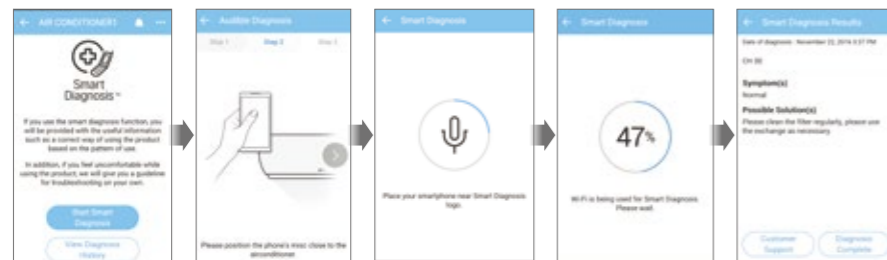 AIR CONDITIONER1
Smart
Diagnosis™
If you use the smart diagnosis function, you
will be provided with the useful information
such as a correct way of using the product
based on the pattern of use.
In addition, if you feel uncomfortable while
using the product, we will give you a guideline
for troubleshooting on your own.
Start Smart
Diagnosis
View Diagnosis
History
Audible Diagnosis
Step 1
Step 2
Step 3
Please position the phone's misc close to the
airconditioner
Smart Diagnosis
Place your smartphone near Smart Diagnosis
logo.
Smart Diagnosis
47%
Wi-Fi is being used for Smart Diagnosis
Please wait.
Smart Diagnosis Results
Date of diagnosis : November 22, 2016 3:37 PM
Symptom(s)
Normal
Possible Solution(s)
Please clean the filter regularly, please use
the exchange as necessary.
Customer
Support
Diagnosis
Complete